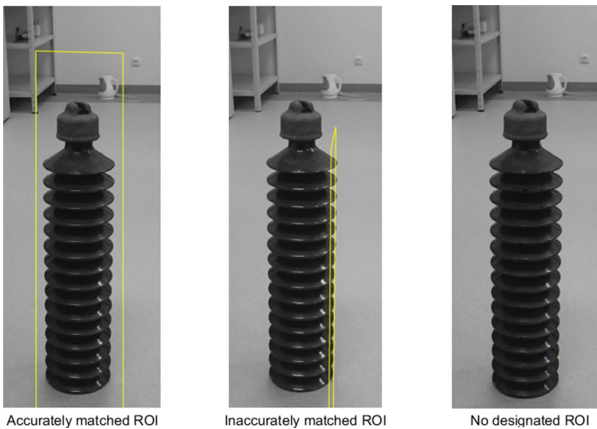 Accurately matched ROI
Inaccurately matched ROI
No designated ROI